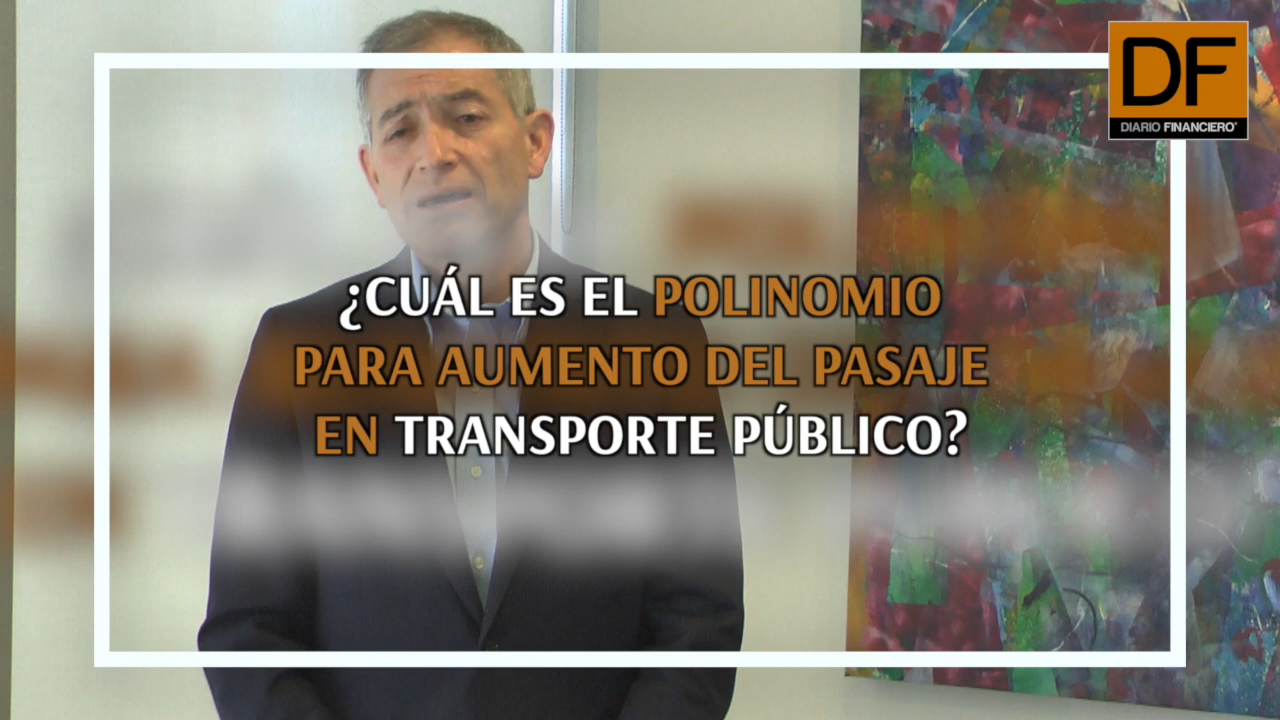 DF
DIARIO FINANCIERO®
¿CUÁL ES EL POLINOMIO
PARA AUMENTO DEL PASAJE
EN TRANSPORTE PÚBLICO?